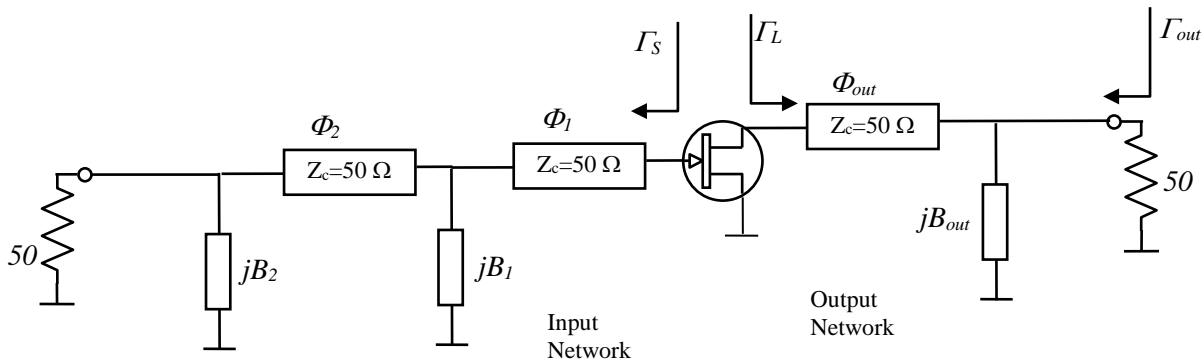 Γ_S
Γ_L
Γ_out
Φ_out
Z_c=50 Ω
Φ_2
Z_c=50 Ω
Φ_1
Z_c=50 Ω
50
jB_2
jB_1
jB_out
50
Input
Network
Output
Network